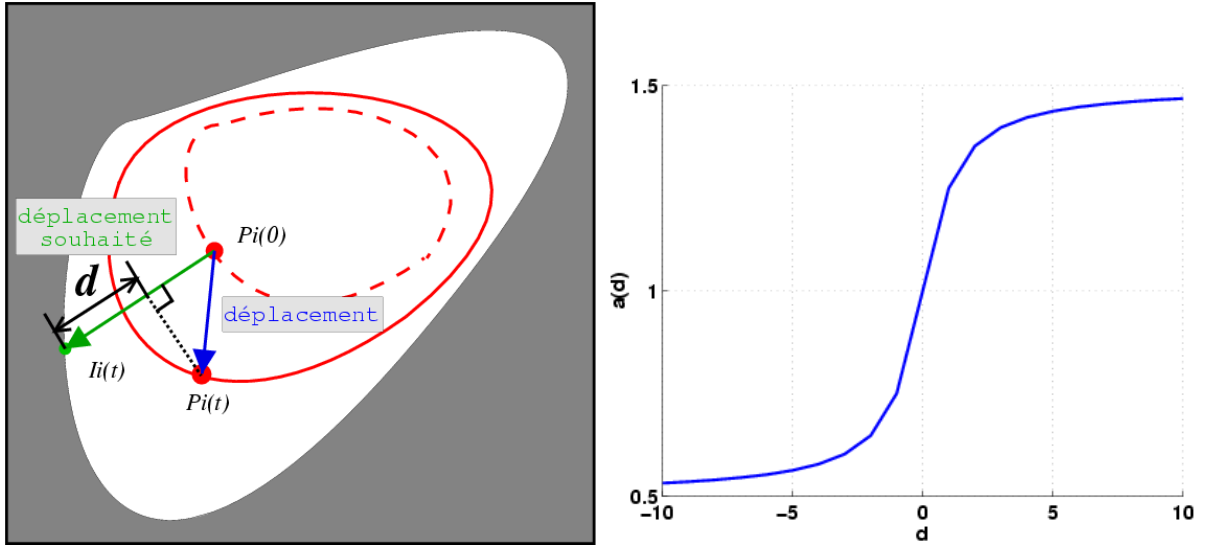 déplacement
souhaité
Pi(0)
d
déplacement
Ii(t)
Pi(t)
1.5
1
0.5
a(d)
−10
−5
0
5
10
d